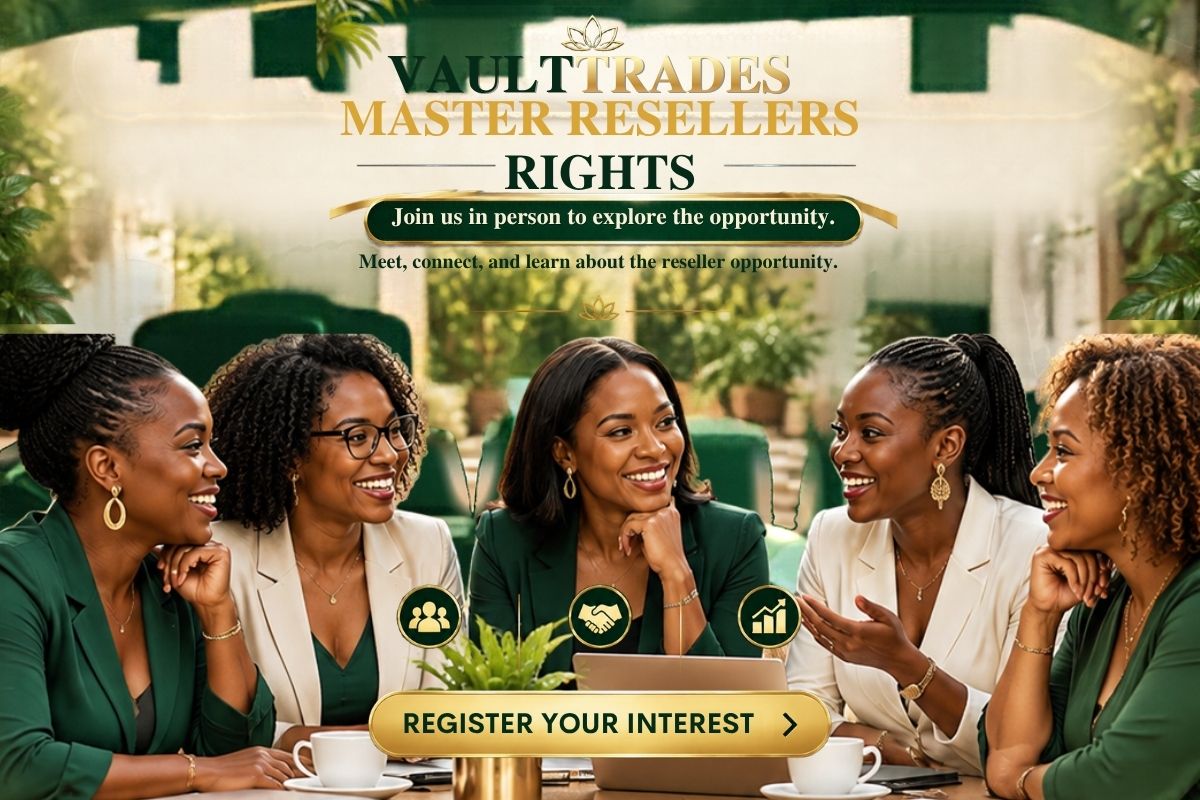 VAULTTRADES
MASTER RESELLERS
RIGHTS
Join us in person to explore the opportunity.
Meet, connect, and learn about the reseller opportunity.
REGISTER YOUR INTEREST